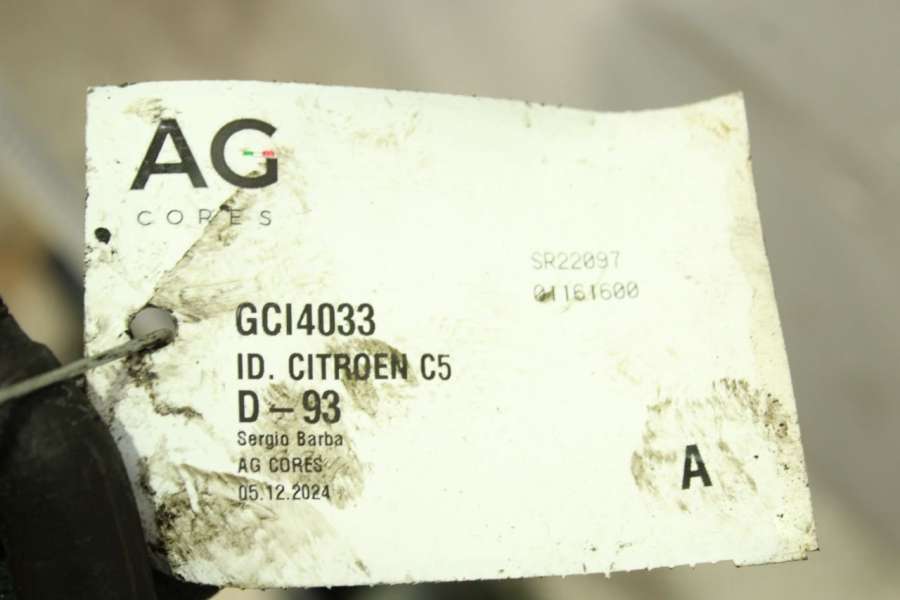 AG
CORES
SR22097
01161600
GCI4033
ID. CITROEN C5
D-93
Sergio Barba
AG CORES
05.12.2024
A